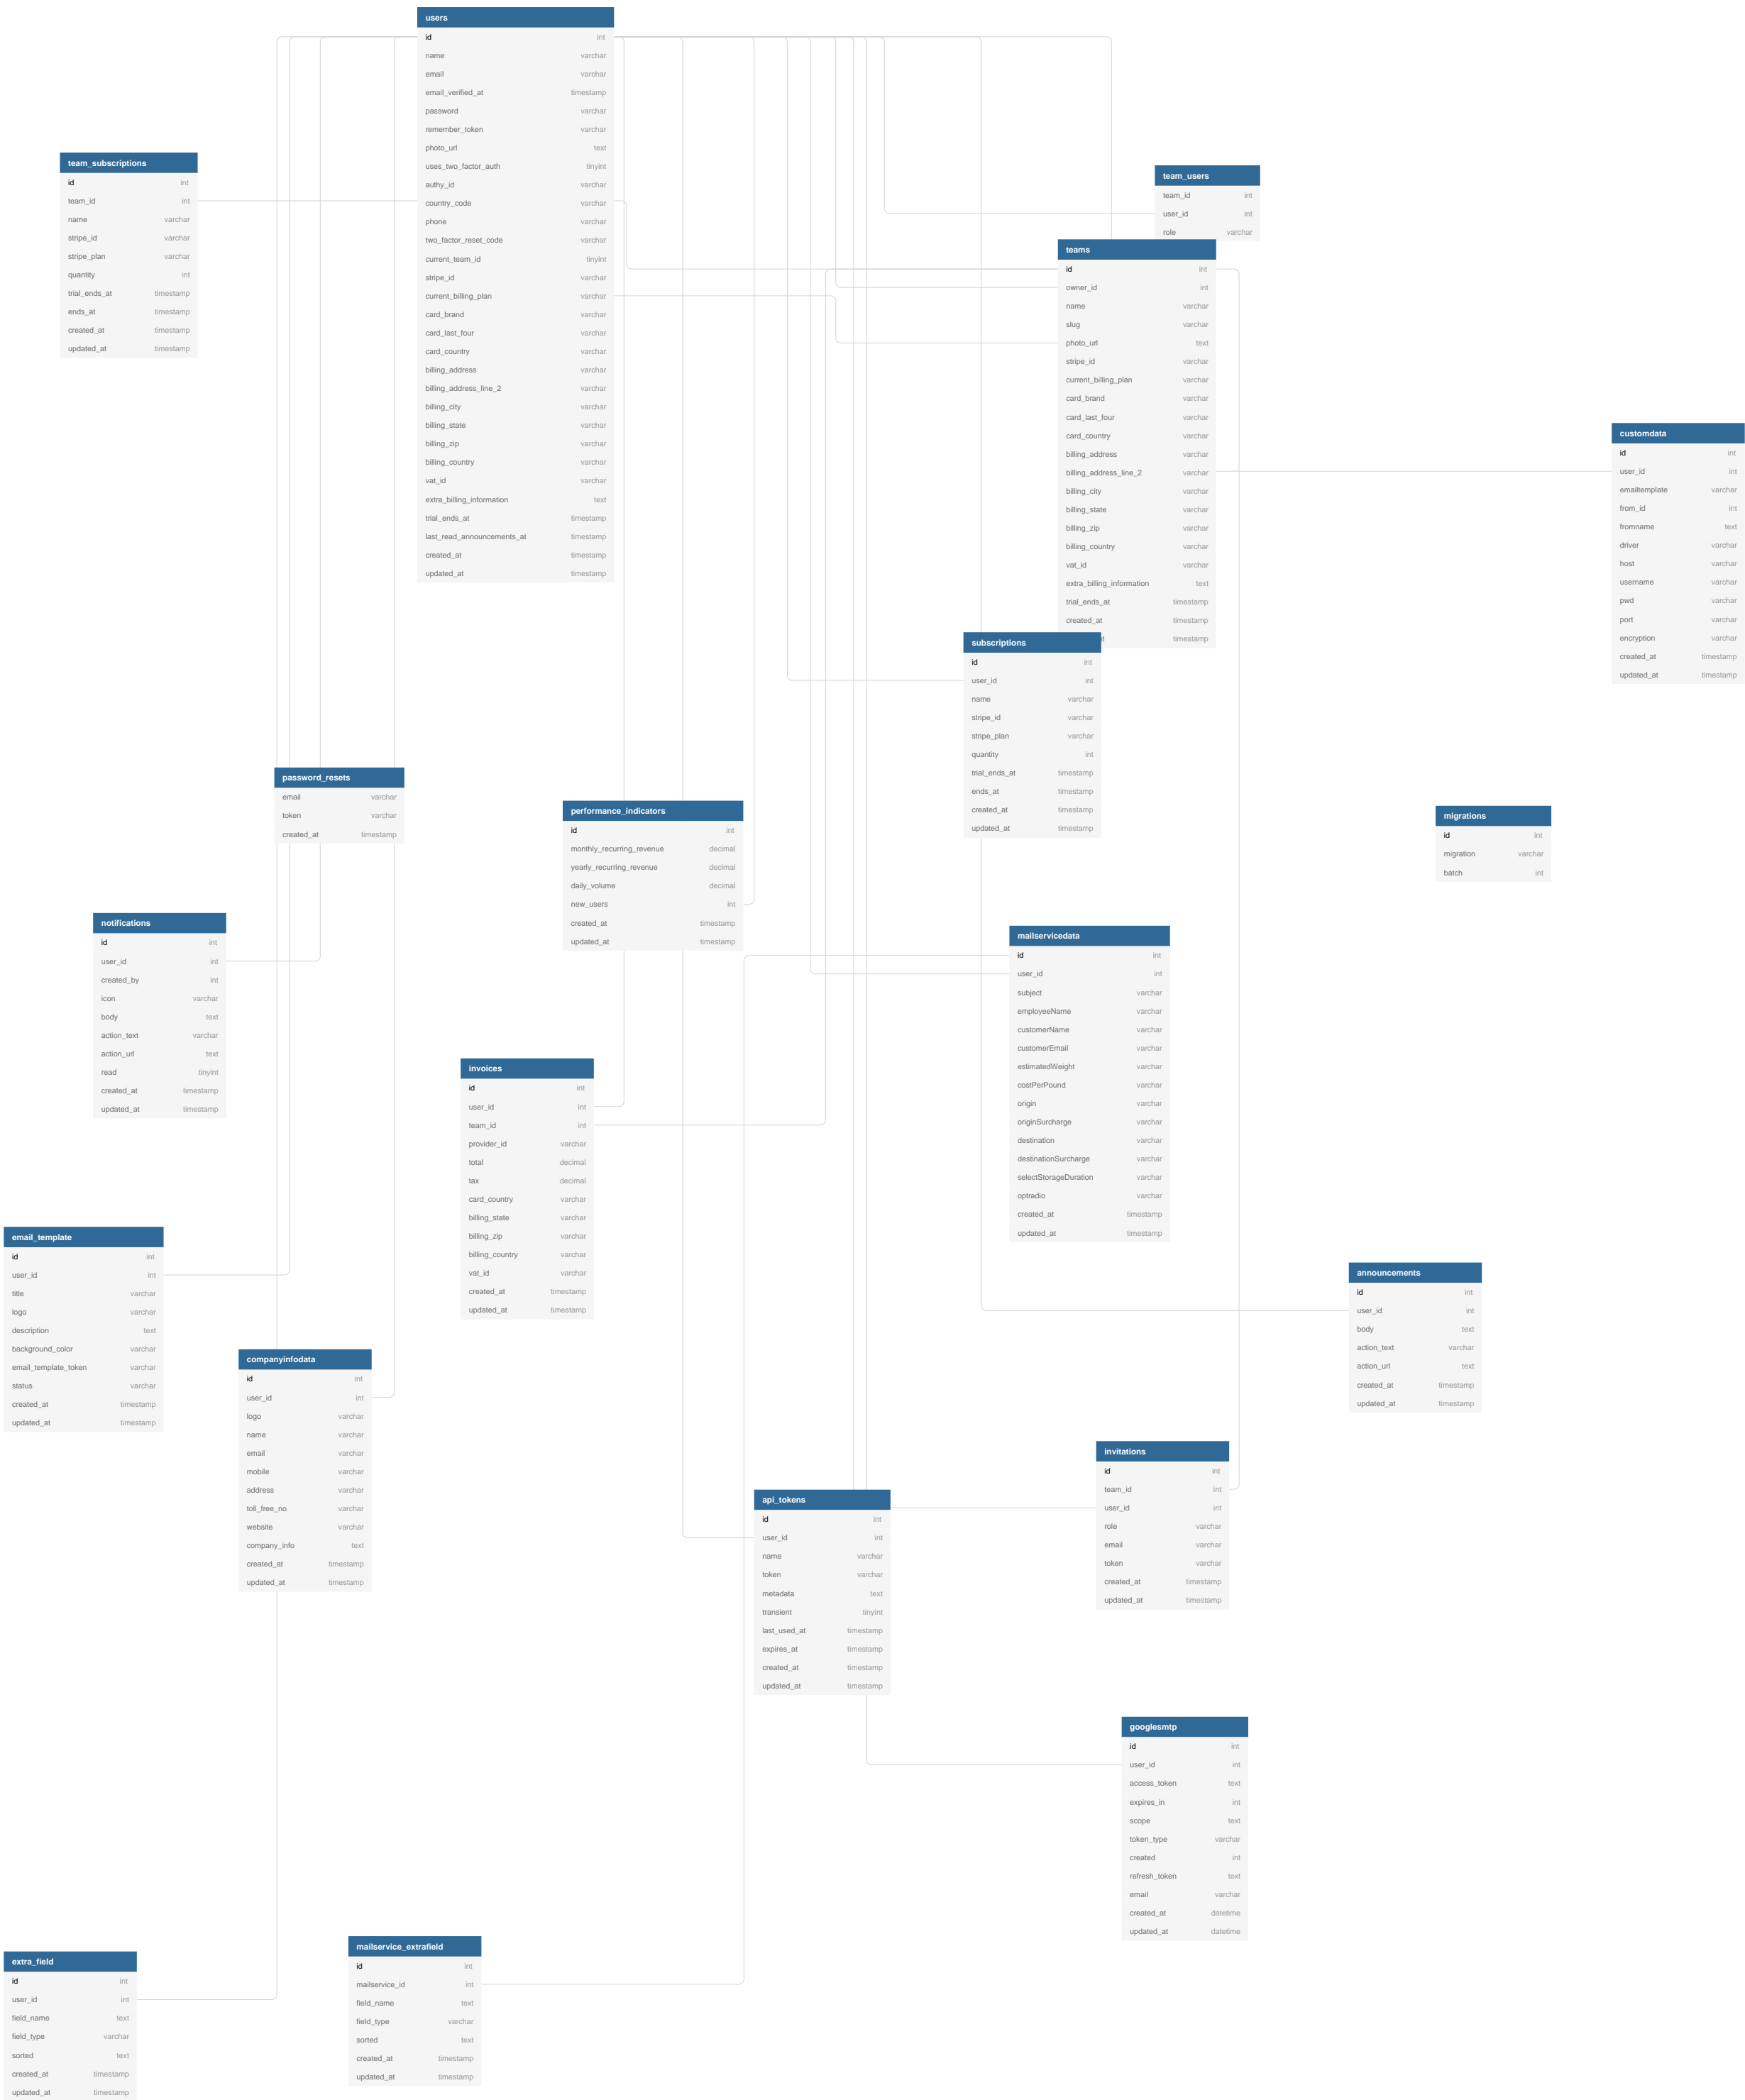 users
id int
name varchar
email varchar
email_verified_at timestamp
password varchar
remember_token varchar
photo_url text
uses_two_factor_auth tinyint
authy_id varchar
country_code varchar
phone varchar
two_factor_reset_code varchar
current_team_id tinyint
stripe_id varchar
current_billing_plan varchar
card_brand varchar
card_last_four varchar
card_country varchar
billing_address varchar
billing_address_line_2 varchar
billing_city varchar
billing_state varchar
billing_zip varchar
billing_country varchar
vat_id varchar
extra_billing_information text
trial_ends_at timestamp
last_read_announcements_at timestamp
created_at timestamp
updated_at timestamp
team_subscriptions
id int
team_id int
name varchar
stripe_id varchar
stripe_plan varchar
quantity int
trial_ends_at timestamp
ends_at timestamp
created_at timestamp
updated_at timestamp
team_users
team_id int
user_id int
role varchar
teams
id int
owner_id int
name varchar
slug varchar
photo_url text
stripe_id varchar
current_billing_plan varchar
card_brand varchar
card_last_four varchar
card_country varchar
billing_address varchar
billing_address_line_2 varchar
billing_city varchar
billing_state varchar
billing_zip varchar
billing_country varchar
vat_id varchar
extra_billing_information text
trial_ends_at timestamp
created_at timestamp
timestamp
customdata
id int
user_id int
emailtemplate varchar
from_id int
fromname text
driver varchar
host varchar
username varchar
pwd varchar
port varchar
encryption varchar
created_at timestamp
updated_at timestamp
subscriptions
id int
user_id int
name varchar
stripe_id varchar
stripe_plan varchar
quantity int
trial_ends_at timestamp
ends_at timestamp
created_at timestamp
updated_at timestamp
password_resets
email varchar
token varchar
created_at timestamp
performance_indicators
id int
monthly_recurring_revenue decimal
yearly_recurring_revenue decimal
daily_volume decimal
new_users int
created_at timestamp
updated_at timestamp
migrations
id int
migration varchar
batch int
notifications
id int
user_id int
created_by int
icon varchar
body text
action_text varchar
action_url text
read tinyint
created_at timestamp
updated_at timestamp
mailservicedata
id int
user_id int
subject varchar
employeeName varchar
customerName varchar
customerEmail varchar
estimatedWeight varchar
costPerPound varchar
origin varchar
originSurcharge varchar
destination varchar
destinationSurcharge varchar
selectStorageDuration varchar
optradio varchar
created_at timestamp
updated_at timestamp
invoices
id int
user_id int
team_id int
provider_id varchar
total decimal
tax decimal
card_country varchar
billing_state varchar
billing_zip varchar
billing_country varchar
vat_id varchar
created_at timestamp
updated_at timestamp
email_template
id int
user_id int
title varchar
logo varchar
description text
background_color varchar
email_template_token varchar
status varchar
created_at timestamp
updated_at timestamp
announcements
id int
user_id int
body text
action_text varchar
action_url text
created_at timestamp
updated_at timestamp
companyinfodata
id int
user_id int
logo varchar
name varchar
email varchar
mobile varchar
address varchar
toll_free_no varchar
website varchar
company_info text
created_at timestamp
updated_at timestamp
invitations
id int
team_id int
user_id int
role varchar
email varchar
token varchar
created_at timestamp
updated_at timestamp
api_tokens
id int
user_id int
name varchar
token varchar
metadata text
transient tinyint
last_used_at timestamp
expires_at timestamp
created_at timestamp
updated_at timestamp
googlesmtp
id int
user_id int
access_token text
expires_in int
scope text
token_type varchar
created int
refresh_token text
email varchar
created_at datetime
updated_at datetime
mailservice_extrafield
id int
mailservice_id int
field_name text
field_type varchar
sorted text
created_at timestamp
updated_at timestamp
extra_field
id int
user_id int
field_name text
field_type varchar
sorted text
created_at timestamp
updated_at timestamp